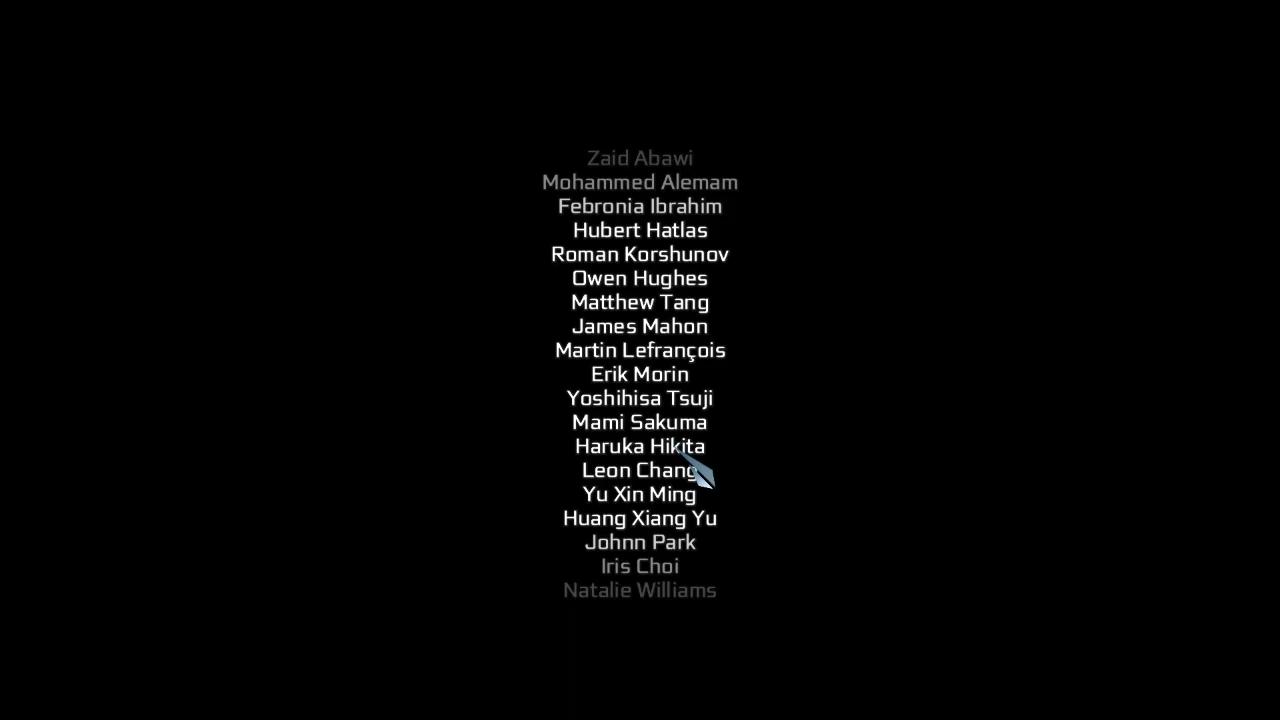 Zaid Abawi
Mohammed Alemam
Febronia Ibrahim
Hubert Hatlas
Roman Korshunov
Owen Hughes
Matthew Tang
James Mahon
Martin Lefrançois
Erik Morin
Yoshihisa Tsuji
Mami Sakuma
Haruka Hikita
Leon Chang
Yu Xin Ming
Huang Xiang Yu
Johnn Park
Iris Choi
Natalie Williams